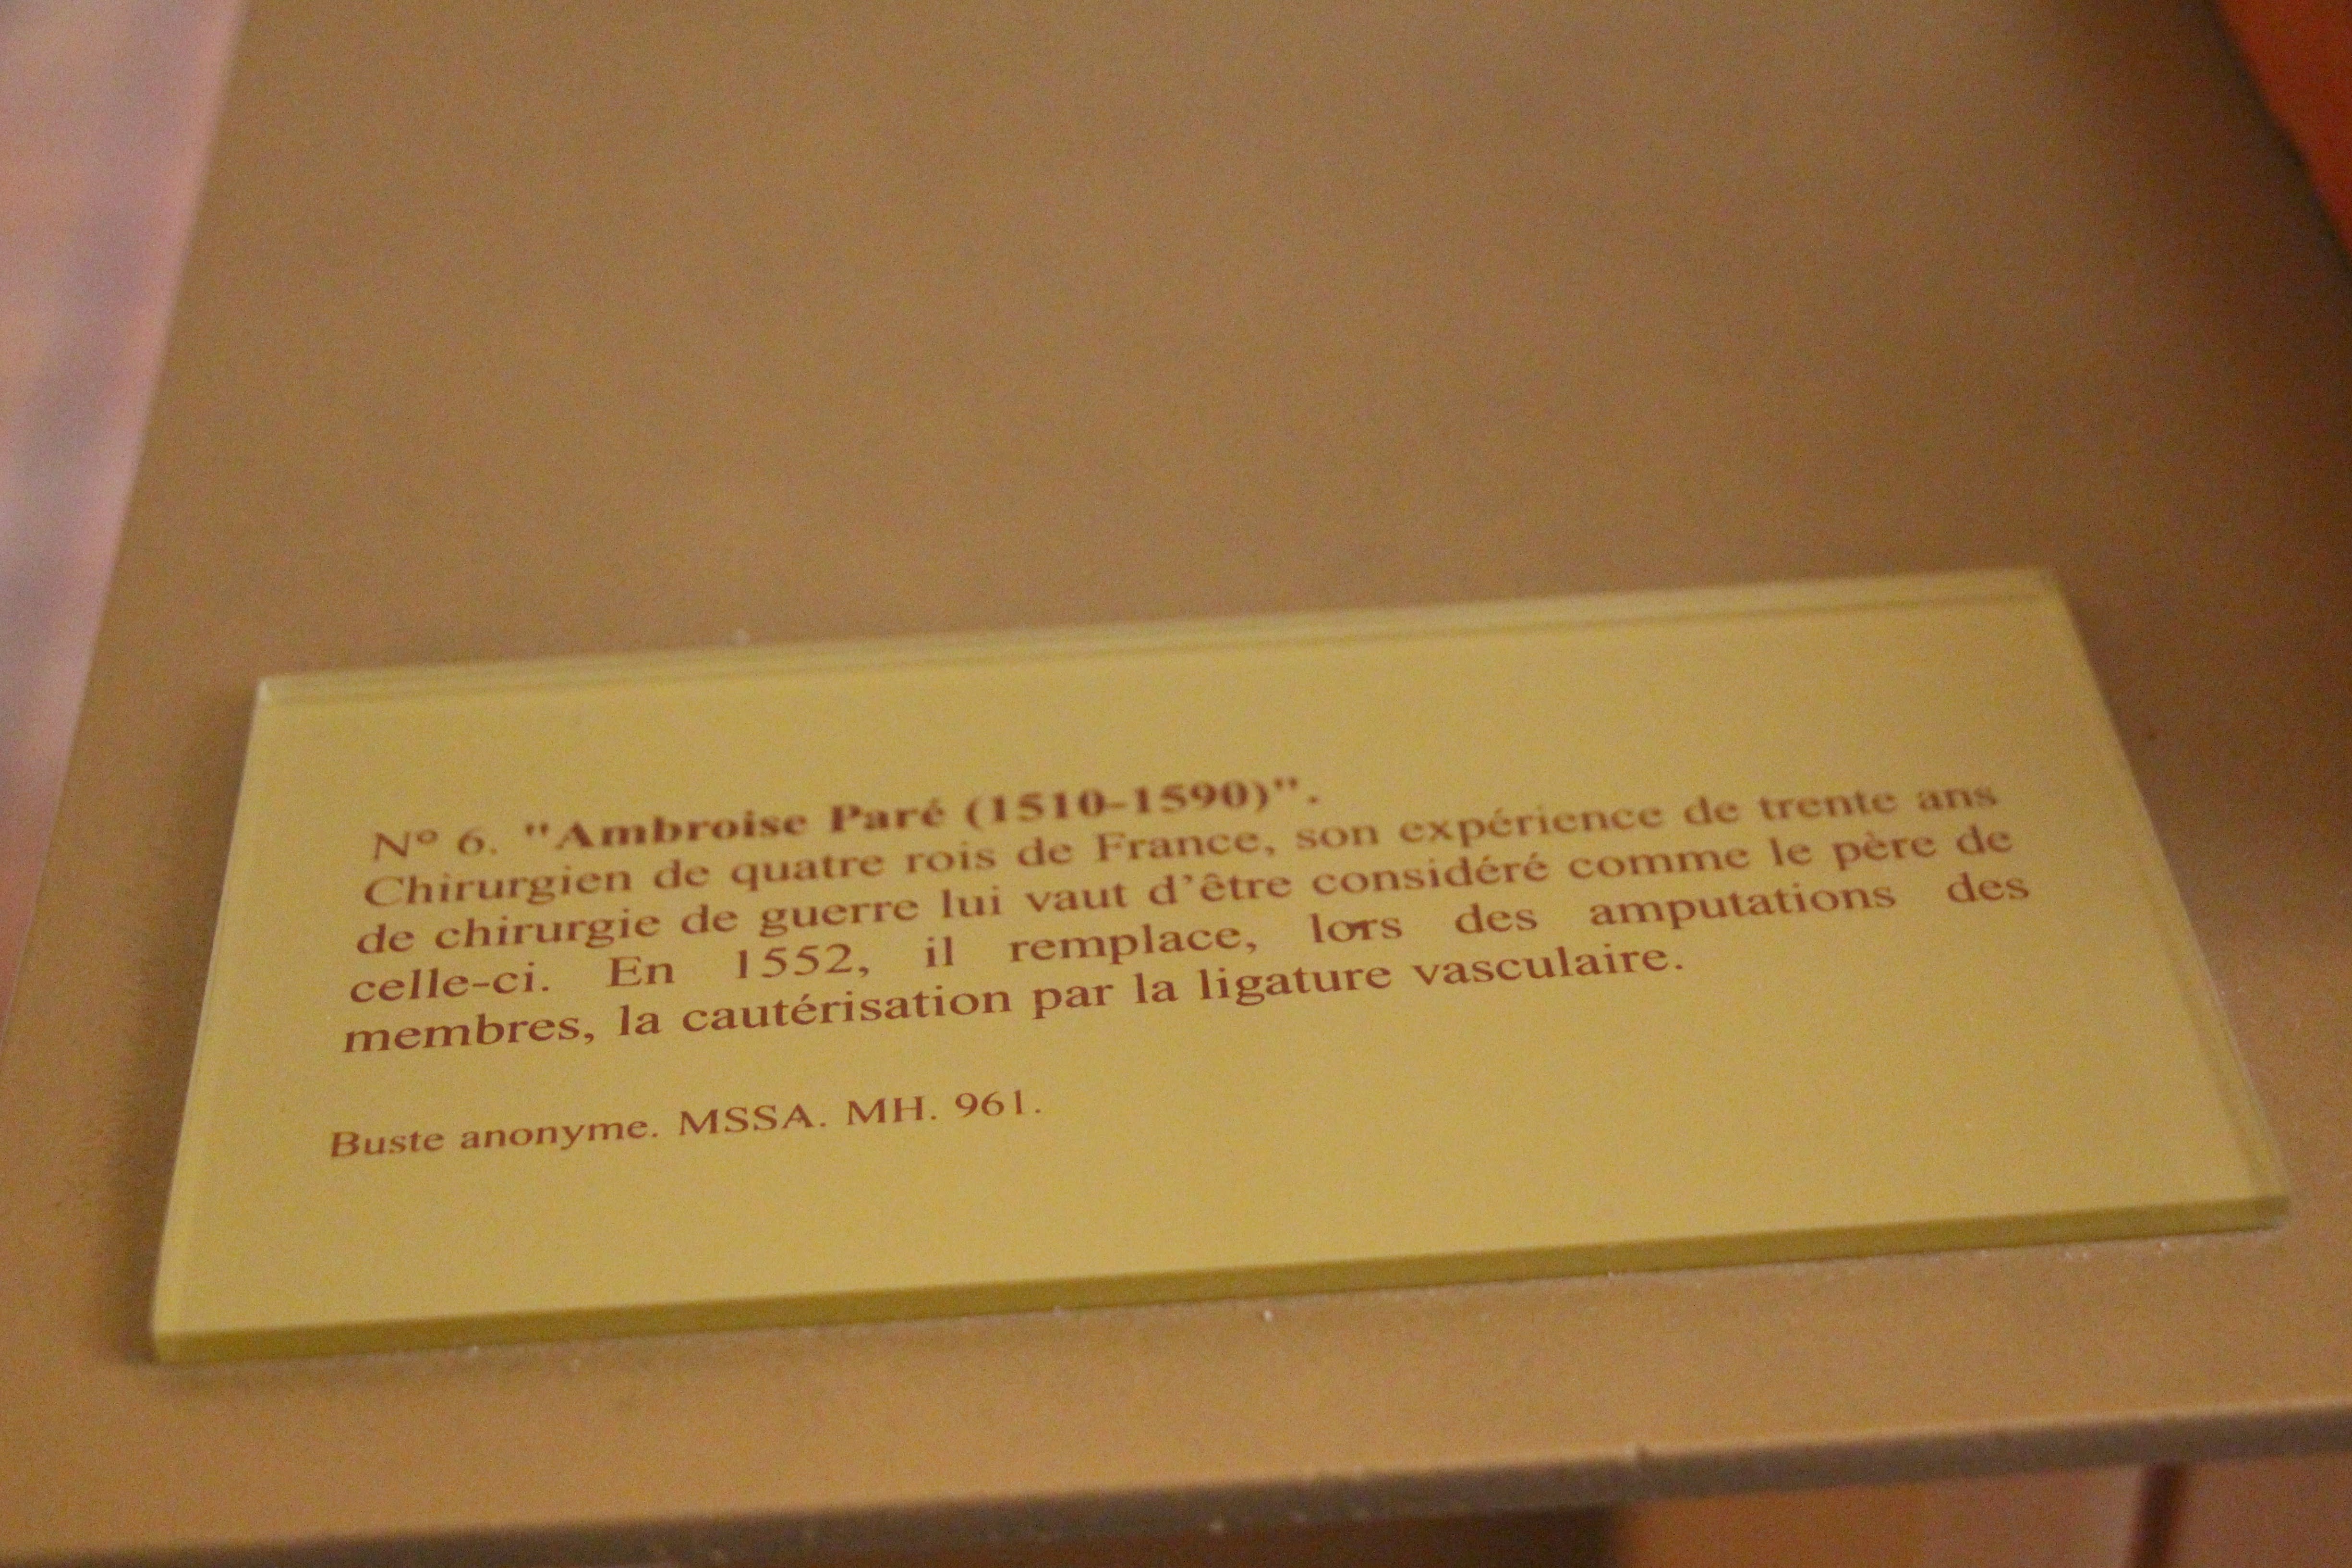 N° 6. "Ambroise Paré (1510-1590)".
Chirurgien de quatre rois de France, son expérience de trente ans
de chirurgie de guerre lui vaut d'être considéré comme le père de
celle-ci. En 1552, il remplace, lors des amputations des
membres, la cautérisation par la ligature vasculaire.
Buste anonyme. MSSA. MH. 961.